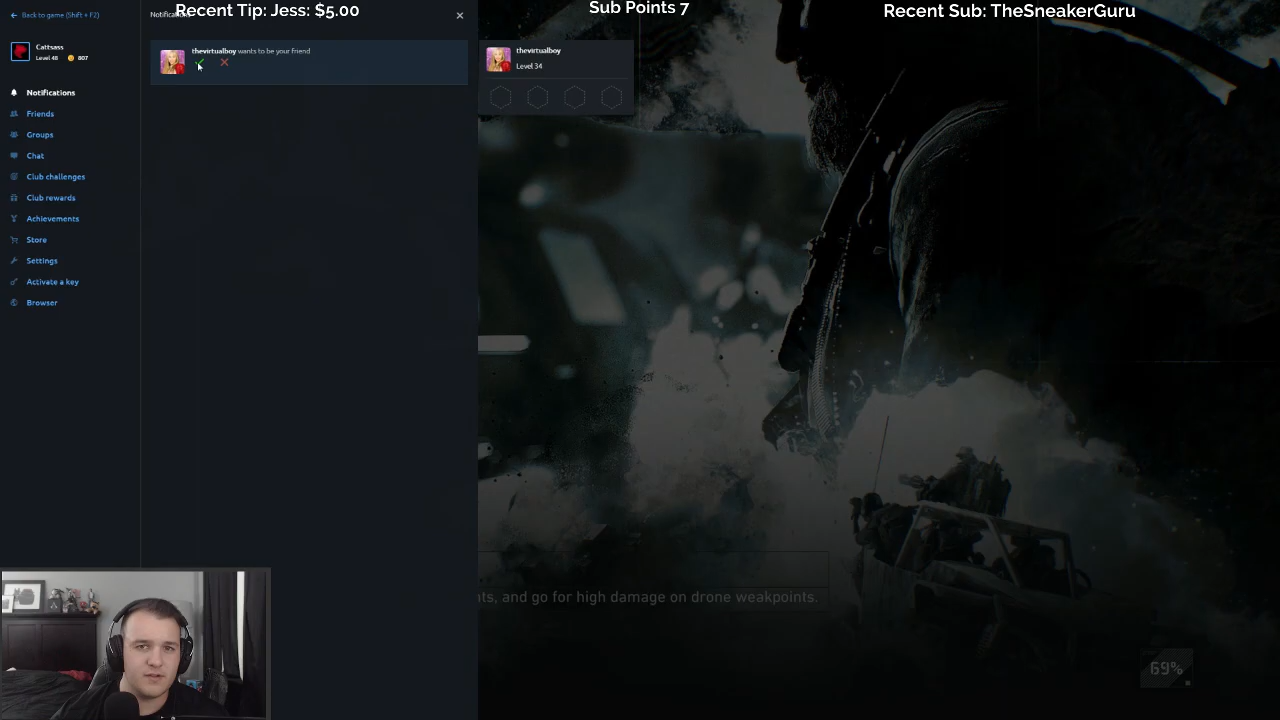 Recent Tip: Jess: $5.00
Sub Points 7
Recent Sub: TheSneakerGuru
Back to game (Shift + F2)
Cattsass
Level 48 807
Notifications
Friends
Groups
Chat
Club challenges
Club rewards
Achievements
Store
Settings
Activate a key
Browser
thevirtualboy wants to be your friend
thevirtualboy
Level 34
, and go for high damage on drone weakpoints.
69%